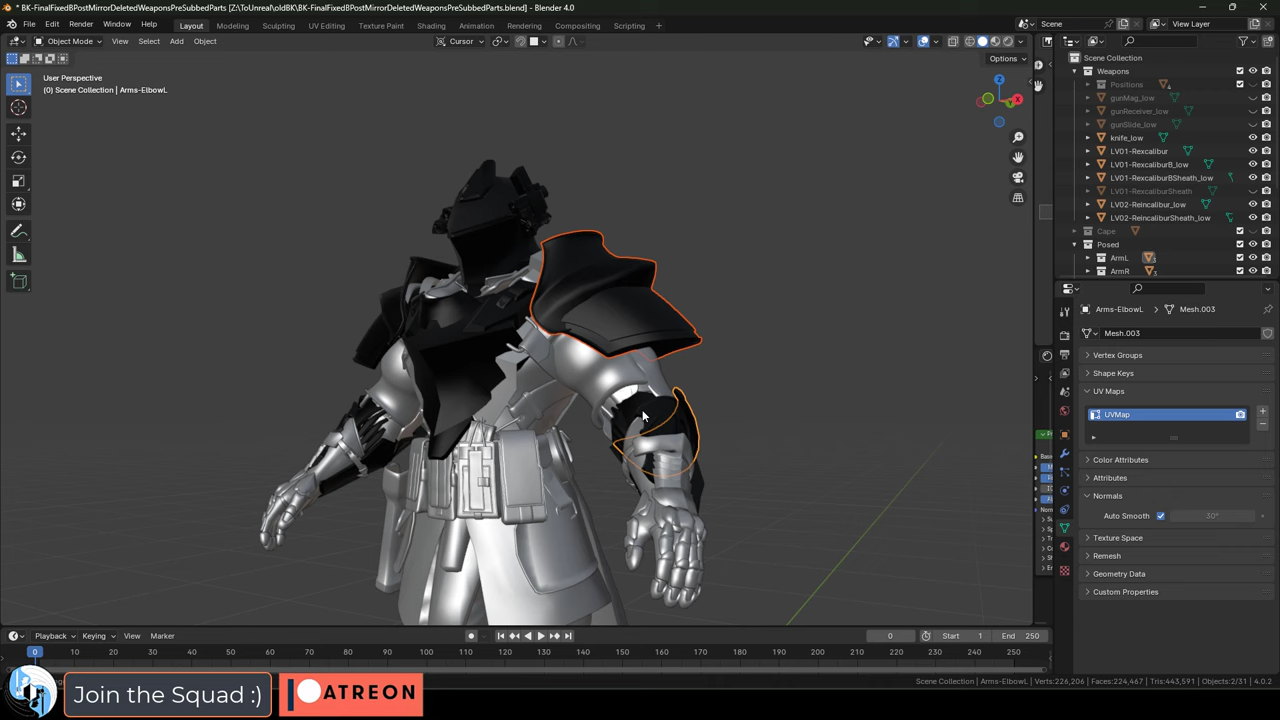 * BK-FinalFixedBPostMirrorDeletedWeaponsPreSubbedParts [Z:\ToUnreal\oldBK\BK-FinalFixedBPostMirrorDeletedWeaponsPreSubbedParts.blend] - Blender 4.0
File Edit Render Window Help Layout Modeling Sculpting UV Editing Texture Paint Shading Animation Rendering Compositing Geometry Nodes Scripting Scene View Layer
Object Mode View Select Add Object Cursor
Options
User Perspective
(0) Scene Collection | Arms-ElbowL
Z
X
Y
Scene Collection
Weapons
Positions
gunMag_low
gunReceiver_low
gunSlide_low
knife_low
LV01-Rexcalibur
LV01-RexcaliburB_low
LV01-RexcaliburBSheath_low
LV01-RexcaliburSheath
LV02-Reincalibur_low
LV02-ReincaliburSheath_low
Cape
Posed
ArmL
ArmR
Arms-ElbowL > Mesh.003
Mesh.003
Vertex Groups
Shape Keys
UV Maps
UVMap
Color Attributes
Attributes
Normals
Auto Smooth 30°
Texture Space
Remesh
Geometry Data
Custom Properties
Playback Keying View Marker 0 Start 1 End 250
0 10 20 30 40 50 60 70 80 90 100 110 120 130 140 150 160 170 180 190 200 210 220 230 240 250
Join the Squad :) PATREON
Scene Collection | Arms-ElbowL | Verts:226,206 | Faces:224,467 | Tris:443,591 | Objects:2/31 | 4.0.2